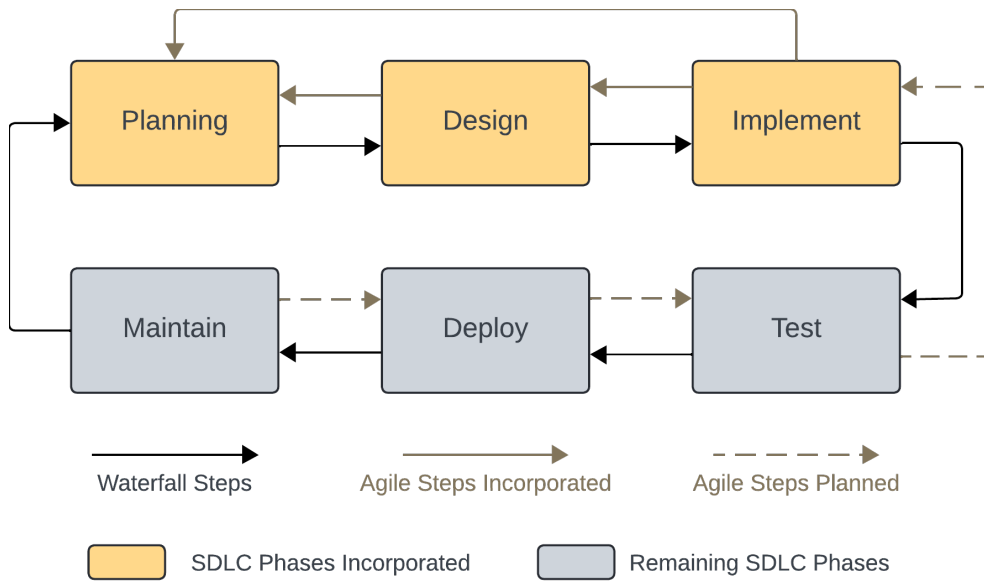 Planning
Design
Implement
Maintain
Deploy
Test
Waterfall Steps
Agile Steps Incorporated
Agile Steps Planned
SDLC Phases Incorporated
Remaining SDLC Phases